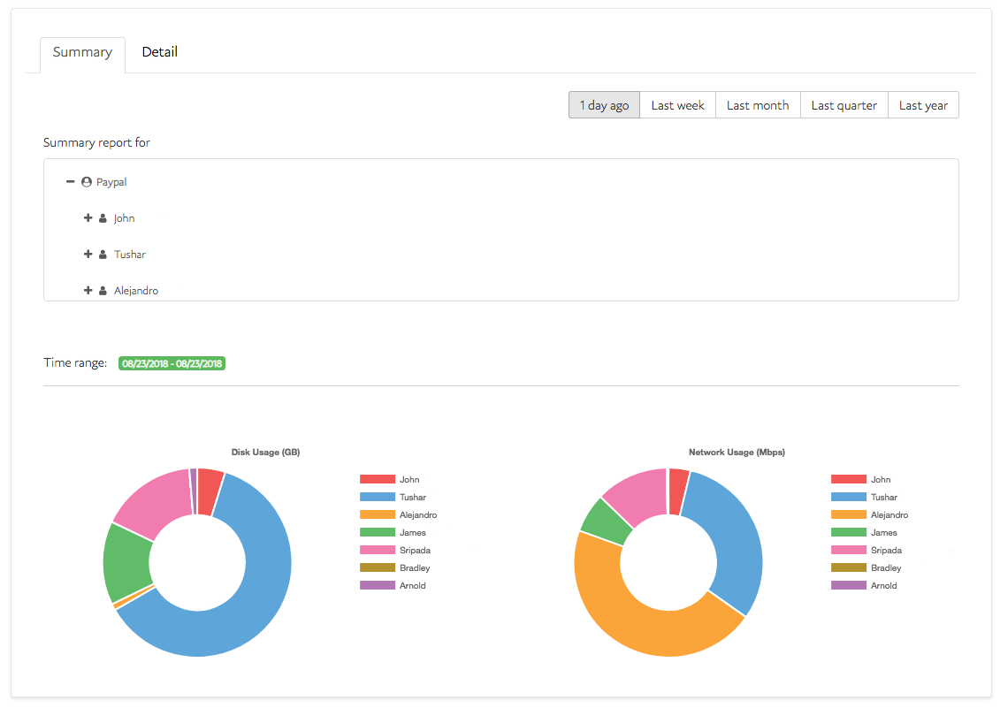 Summary Detail
1 day ago Last week Last month Last quarter Last year
Summary report for
Paypal
John
Tushar
Alejandro
Time range: 08/23/2018 - 08/23/2018
Disk Usage (GB)
John
Tushar
Alejandro
James
Sripada
Bradley
Arnold
Network Usage (Mbps)
John
Tushar
Alejandro
James
Sripada
Bradley
Arnold